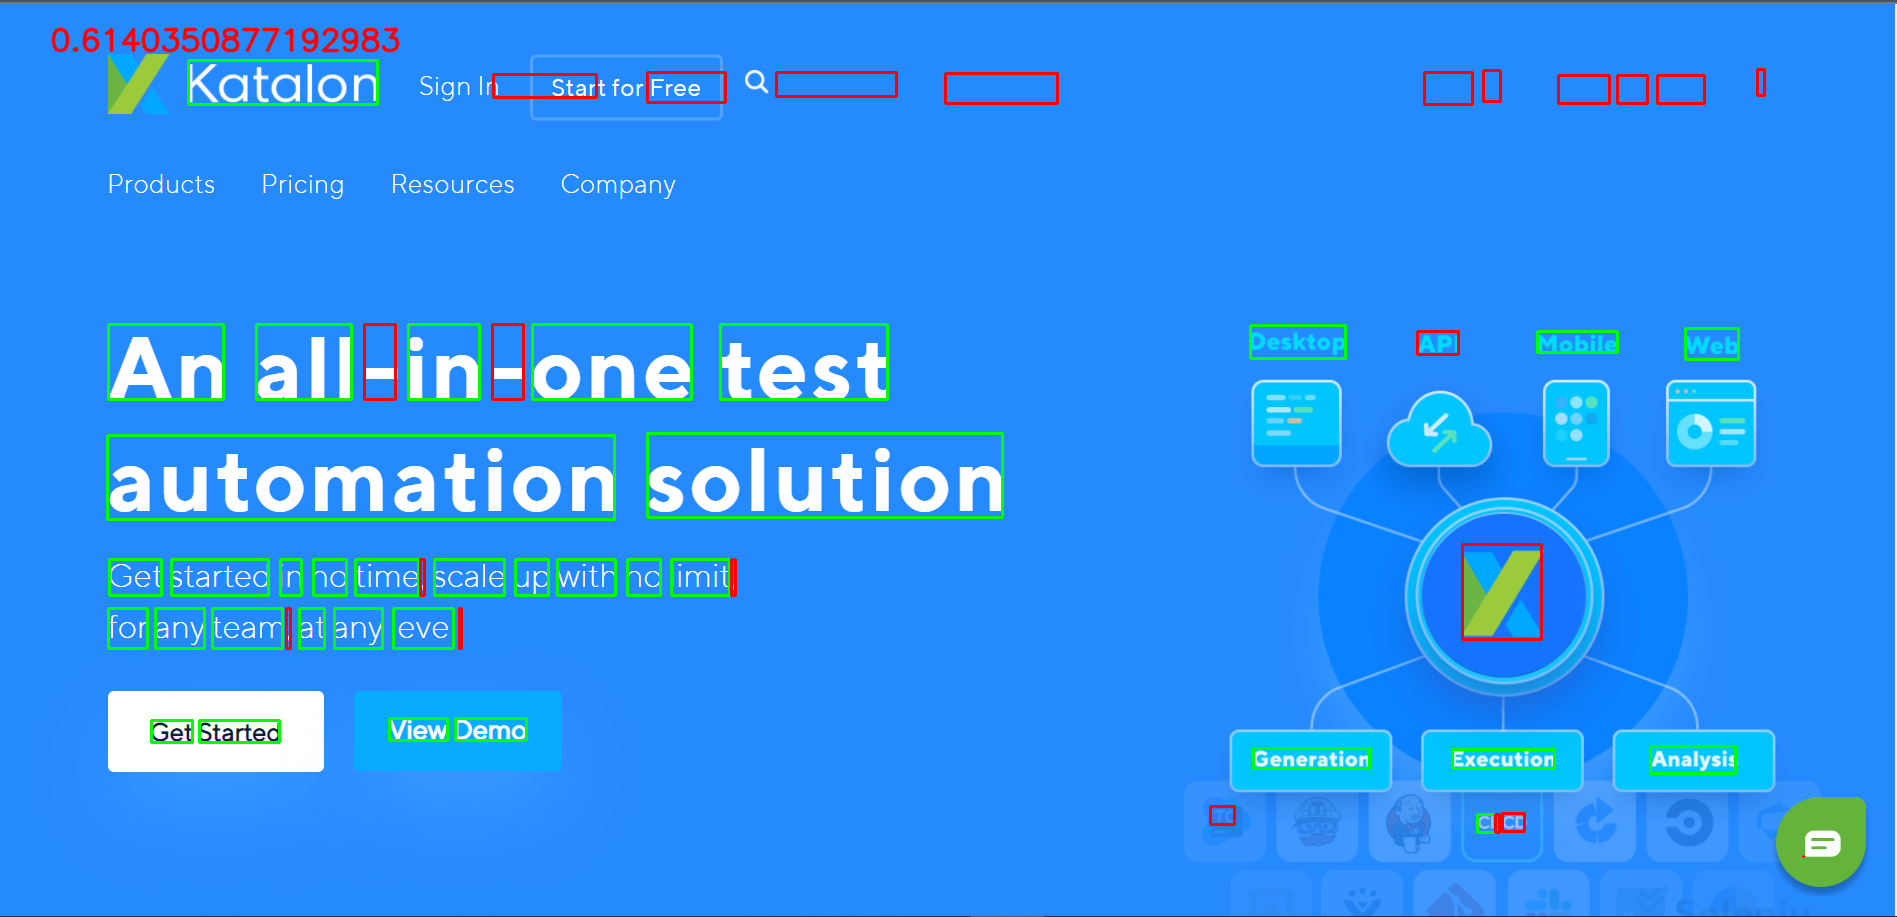 0.6140350877192983
Katalon Sign In Start for Free
Products Pricing Resources Company
An all-in-one test
automation solution
Get started in no time, scale up with no limit,
for any team, at any level
Get Started View Demo
Desktop API Mobile Web
Generation Execution Analysis
TC
CI CD